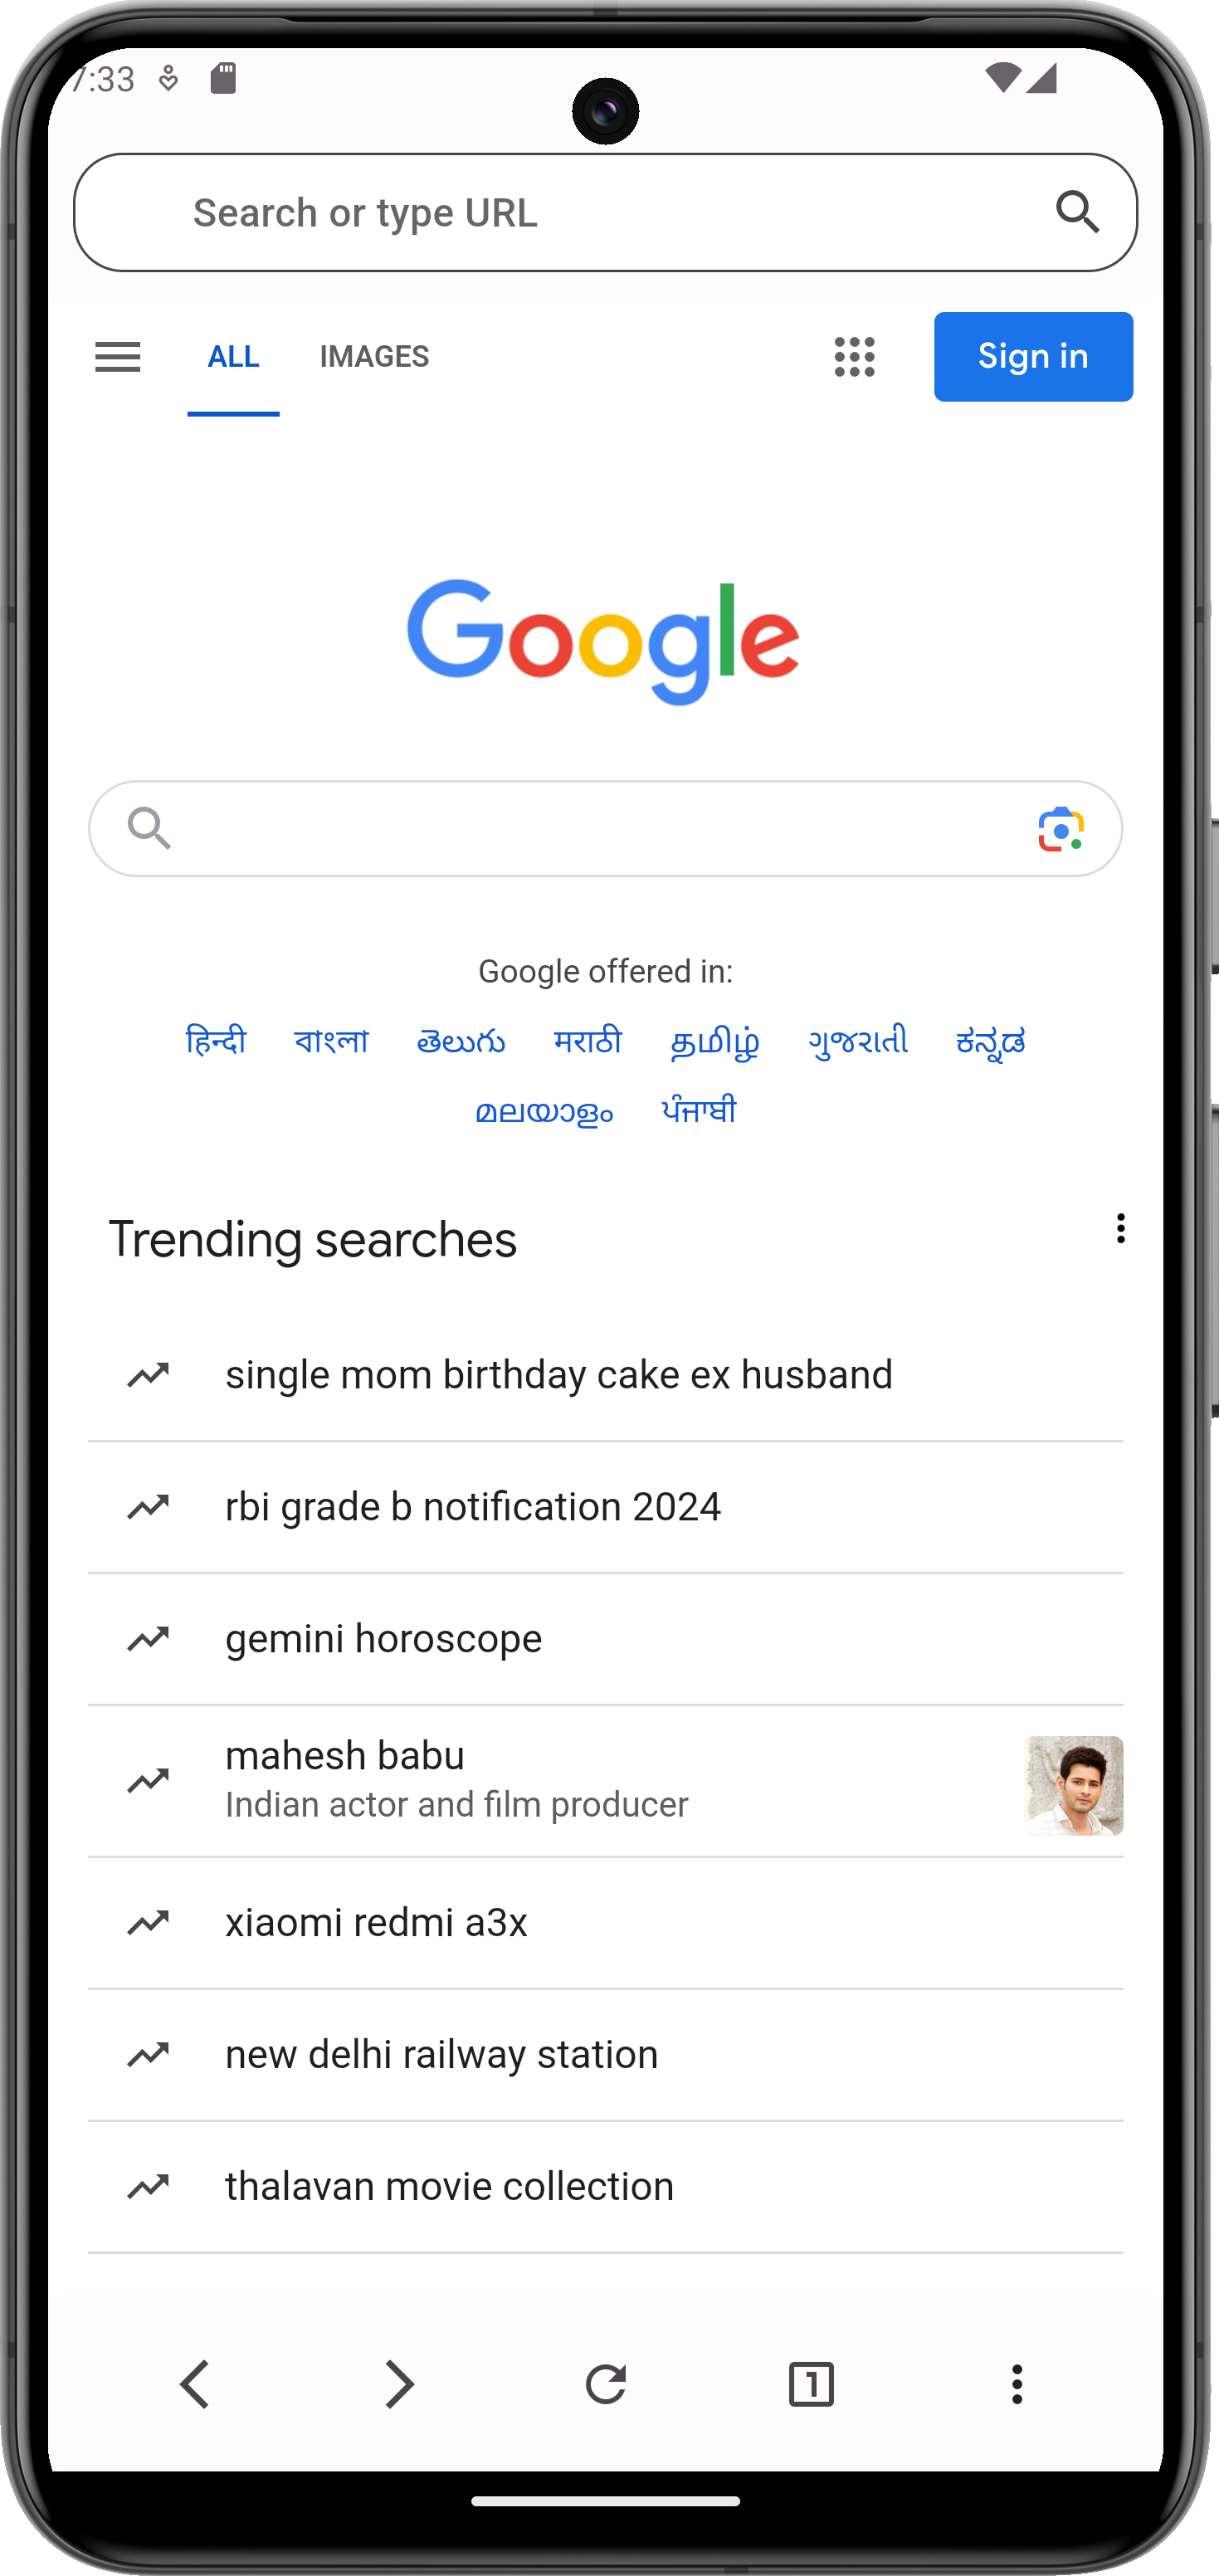 7:33
Search or type URL
ALL IMAGES Sign in
Google
Google offered in:
हिन्दी বাংলা తెలుగు मराठी தமிழ் ગુજરાતી ಕನ್ನಡ
മലയാളം ਪੰਜਾਬੀ
Trending searches
single mom birthday cake ex husband
rbi grade b notification 2024
gemini horoscope
mahesh babu
Indian actor and film producer
xiaomi redmi a3x
new delhi railway station
thalavan movie collection
1